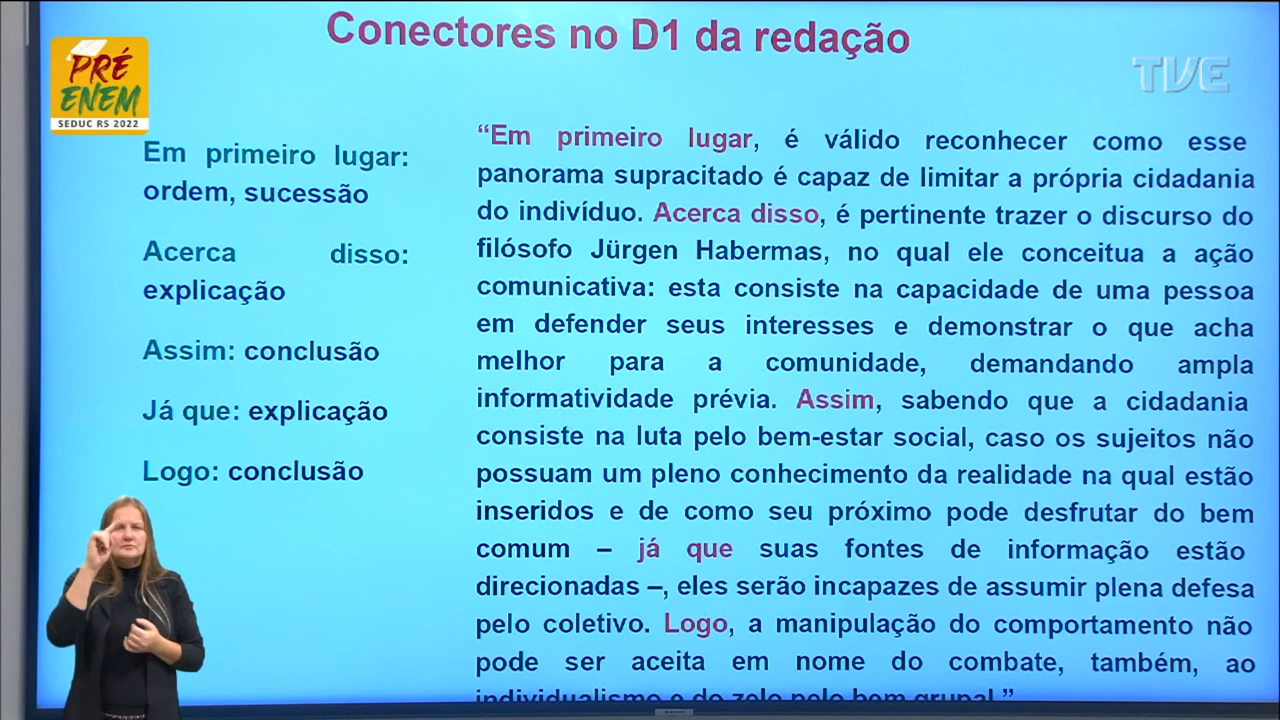 Conectores no D1 da redação
PRÉ
ENEM
SEDUC RS 2022
TVE
Em primeiro lugar:
ordem, sucessão
Acerca disso:
explicação
Assim: conclusão
Já que: explicação
Logo: conclusão
“Em primeiro lugar, é válido reconhecer como esse
panorama supracitado é capaz de limitar a própria cidadania
do indivíduo. Acerca disso, é pertinente trazer o discurso do
filósofo Jürgen Habermas, no qual ele conceitua a ação
comunicativa: esta consiste na capacidade de uma pessoa
em defender seus interesses e demonstrar o que acha
melhor para a comunidade, demandando ampla
informatividade prévia. Assim, sabendo que a cidadania
consiste na luta pelo bem-estar social, caso os sujeitos não
possuam um pleno conhecimento da realidade na qual estão
inseridos e de como seu próximo pode desfrutar do bem
comum – já que suas fontes de informação estão
direcionadas –, eles serão incapazes de assumir plena defesa
pelo coletivo. Logo, a manipulação do comportamento não
pode ser aceita em nome do combate, também, ao
individualismo e do zelo pelo bem grupal.”